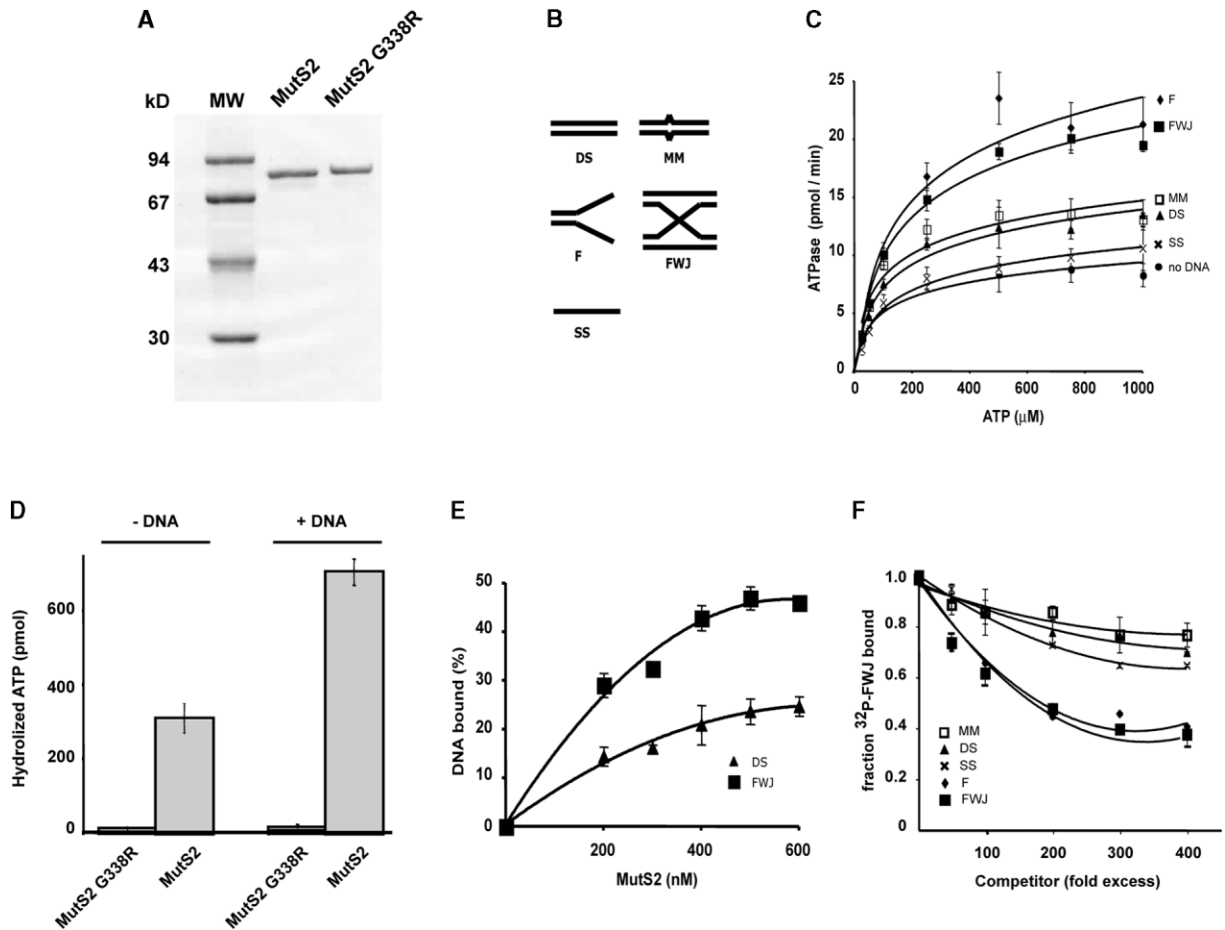 A
kD
MW
MutS2
MutS2 G338R
94
67
43
30
B
DS
MM
F
FWJ
SS
C
ATPase (pmol / min)
25
20
15
10
5
0
0
200
400
600
800
1000
ATP (μM)
F
FWJ
MM
DS
SS
no DNA
D
- DNA
+ DNA
Hydrolized ATP (pmol)
600
400
200
0
MutS2 G338R
MutS2
MutS2 G338R
MutS2
E
DNA bound (%)
50
40
30
20
10
0
200
400
600
MutS2 (nM)
DS
FWJ
F
fraction ³²P-FWJ bound
1.0
0.8
0.6
0.4
0.2
0
100
200
300
400
Competitor (fold excess)
MM
DS
SS
F
FWJ